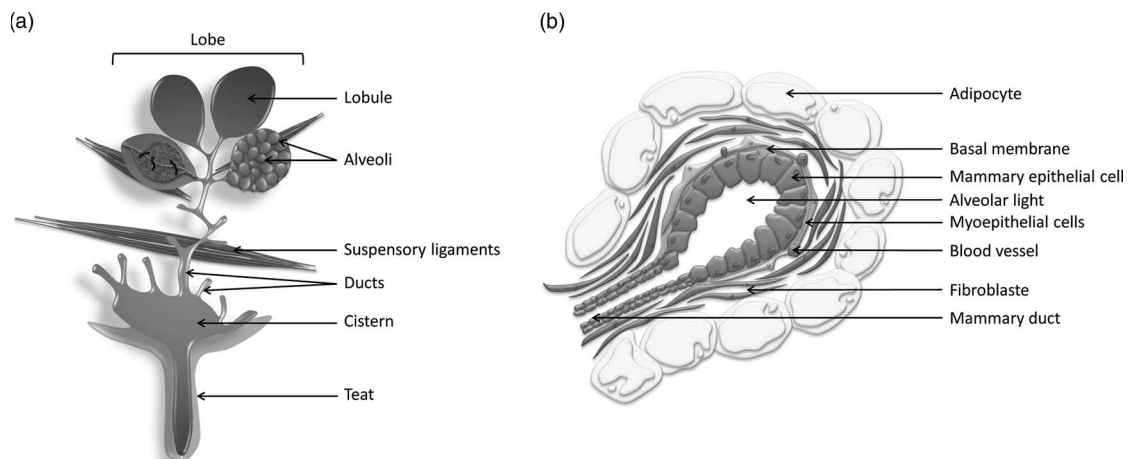 (a)
Lobe
Lobule
Alveoli
Suspensory ligaments
Ducts
Cistern
Teat
(b)
Adipocyte
Basal membrane
Mammary epithelial cell
Alveolar light
Myoepithelial cells
Blood vessel
Fibroblaste
Mammary duct